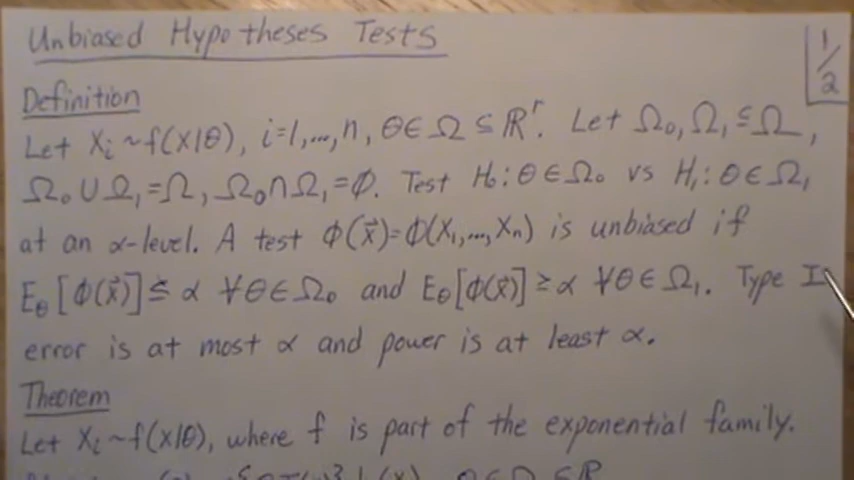 Unbiased Hypotheses Tests
1/2
Definition
Let Xᵢ ~ f(x|θ), i=1,...,n, θ∈Ω⊆ℝʳ. Let Ω₀, Ω₁⊆Ω,
Ω₀∪Ω₁=Ω, Ω₀∩Ω₁=∅. Test H₀: θ∈Ω₀ vs H₁: θ∈Ω₁
at an α-level. A test ϕ(x⃗)=ϕ(X₁,...,Xₙ) is unbiased if
E_θ[ϕ(x⃗)]≤α ∀θ∈Ω₀ and E_θ[ϕ(x⃗)]≥α ∀θ∈Ω₁. Type I
error is at most α and power is at least α.
Theorem
Let Xᵢ ~ f(x|θ), where f is part of the exponential family.